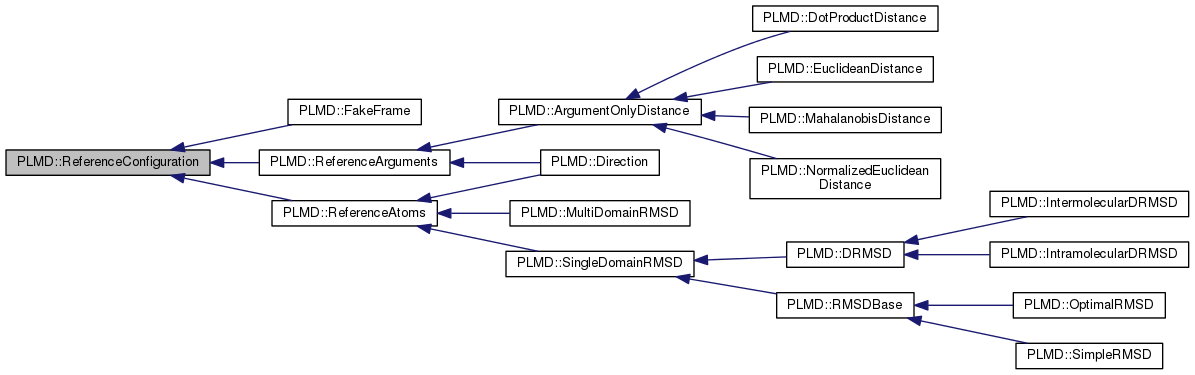 PLMD::DotProductDistance
PLMD::EuclideanDistance
PLMD::FakeFrame
PLMD::ArgumentOnlyDistance
PLMD::MahalanobisDistance
PLMD::ReferenceConfiguration
PLMD::ReferenceArguments
PLMD::Direction
PLMD::NormalizedEuclidean
Distance
PLMD::ReferenceAtoms
PLMD::MultiDomainRMSD
PLMD::IntermolecularDRMSD
PLMD::SingleDomainRMSD
PLMD::DRMSD
PLMD::IntramolecularDRMSD
PLMD::RMSDBase
PLMD::OptimalRMSD
PLMD::SimpleRMSD